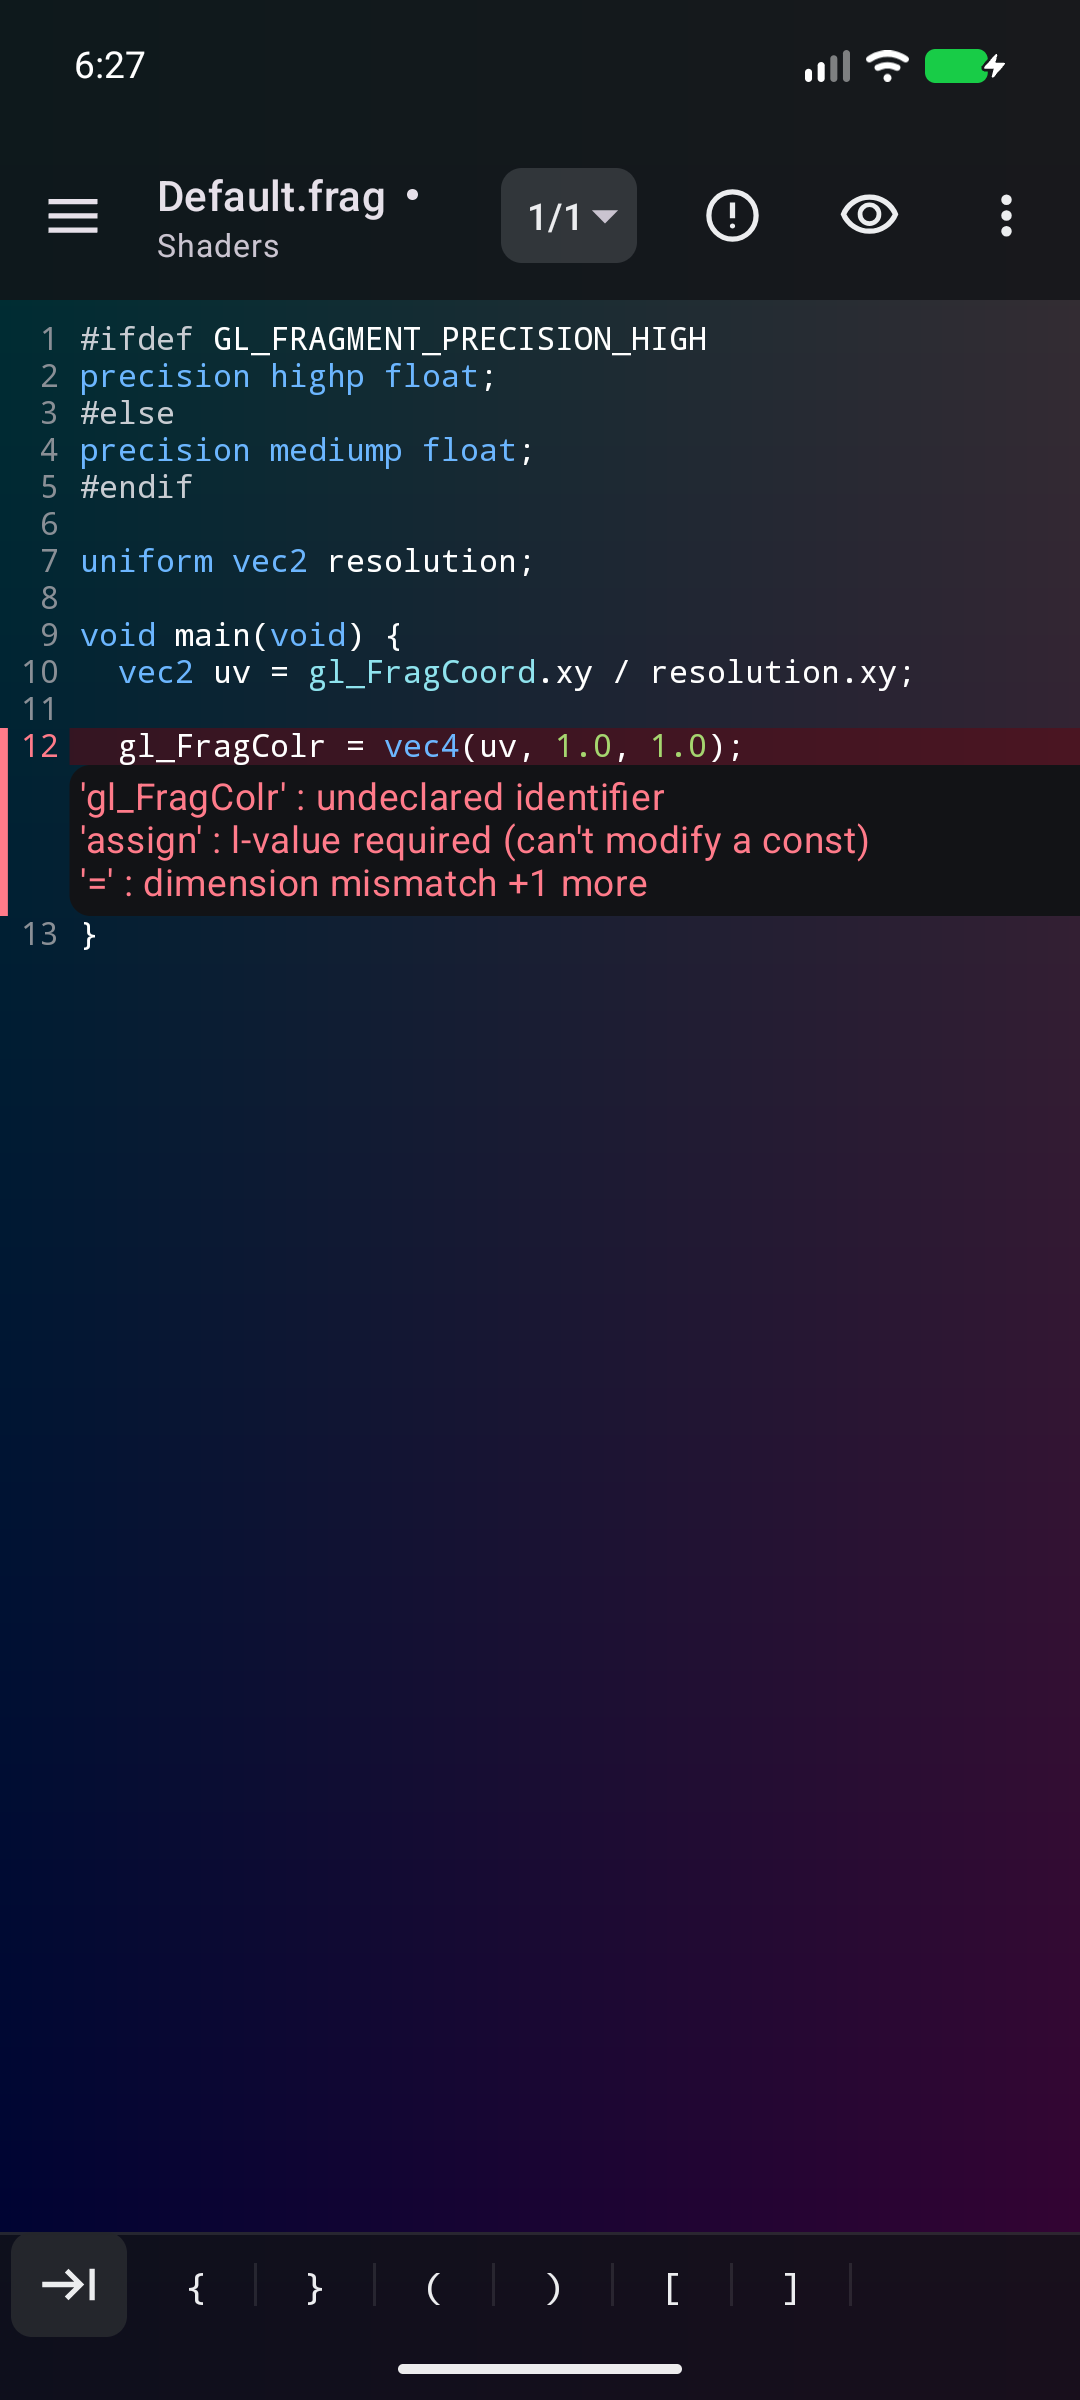 6:27
Default.frag •
Shaders
1/1
1 #ifdef GL_FRAGMENT_PRECISION_HIGH
2 precision highp float;
3 #else
4 precision mediump float;
5 #endif
6
7 uniform vec2 resolution;
8
9 void main(void) {
10   vec2 uv = gl_FragCoord.xy / resolution.xy;
11
12   gl_FragColr = vec4(uv, 1.0, 1.0);
'gl_FragColr' : undeclared identifier
'assign' : l-value required (can't modify a const)
'=' : dimension mismatch +1 more
13 }
{ } ( ) [ ]